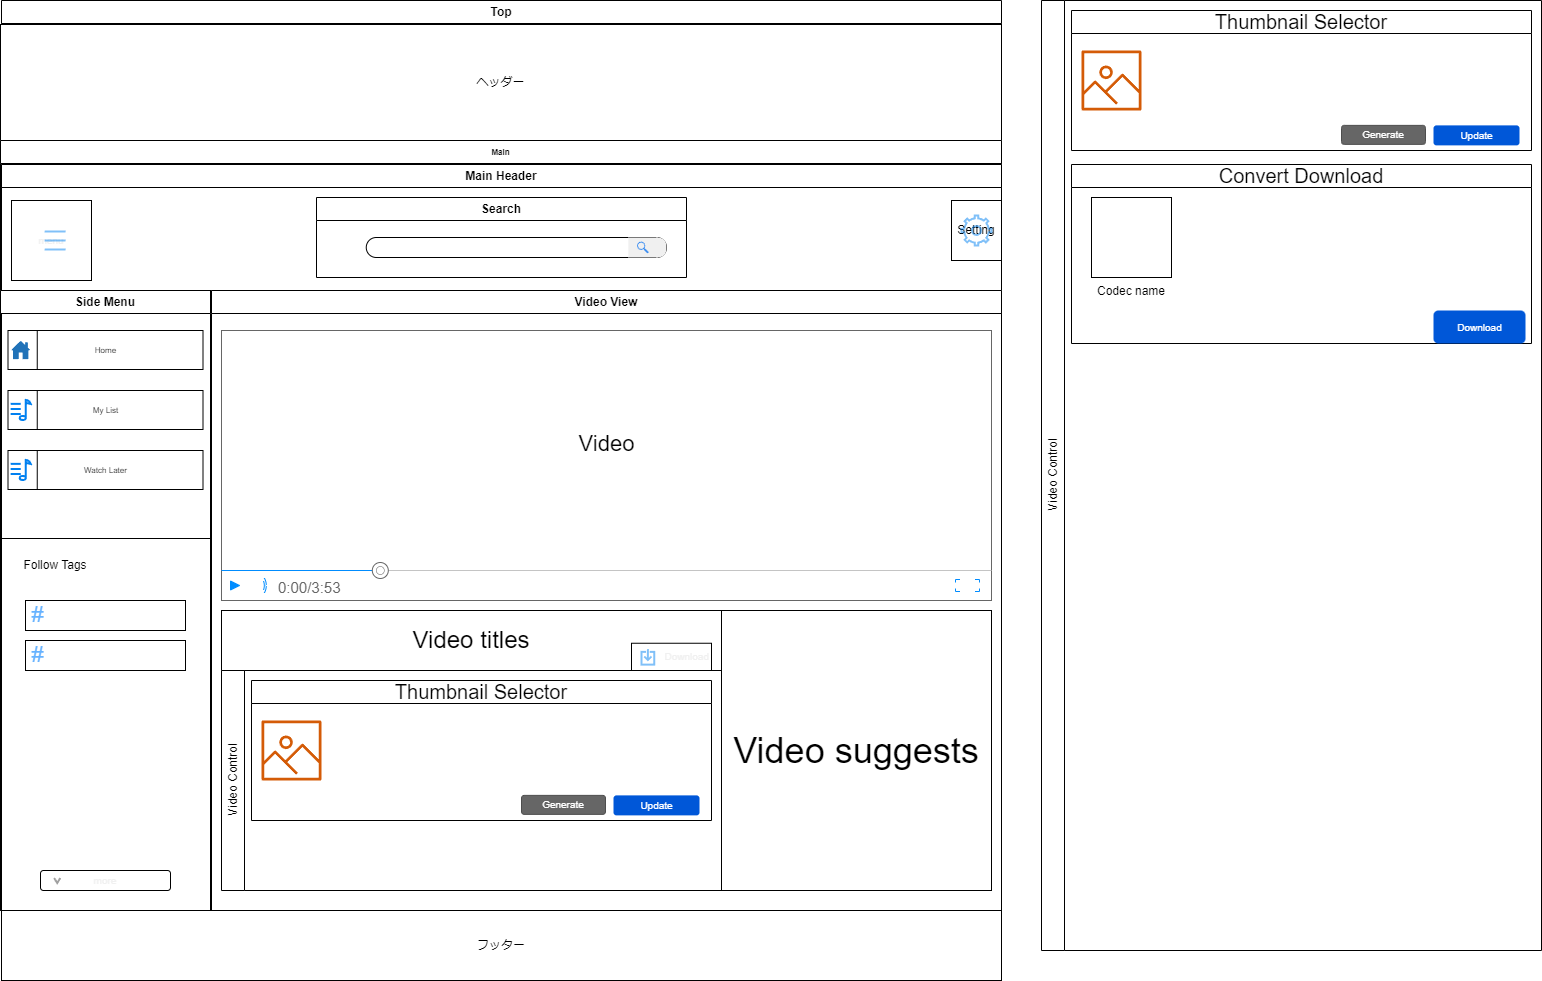 Top
ヘッダー
Main
Main Header
Search
Setting
Side Menu
Video View
Home
My List
Watch Later
Follow Tags
#
#
more
Video
0:00/3:53
Video titles
Download
Thumbnail Selector
Video Control
Generate
Update
Video suggests
フッター
Video Control
Thumbnail Selector
Generate
Update
Convert Download
Codec name
Download